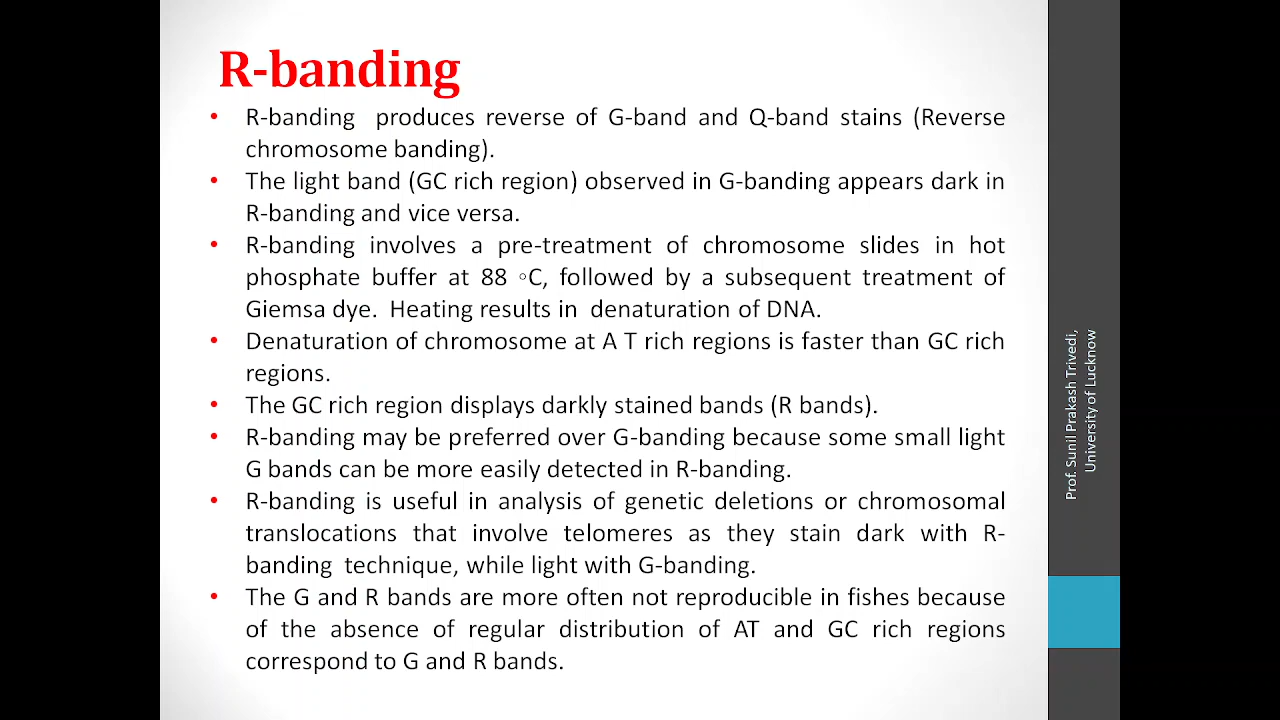 R-banding
• R-banding produces reverse of G-band and Q-band stains (Reverse
chromosome banding).
• The light band (GC rich region) observed in G-banding appears dark in
R-banding and vice versa.
• R-banding involves a pre-treatment of chromosome slides in hot
phosphate buffer at 88 ◦C, followed by a subsequent treatment of
Giemsa dye. Heating results in denaturation of DNA.
• Denaturation of chromosome at A T rich regions is faster than GC rich
regions.
• The GC rich region displays darkly stained bands (R bands).
• R-banding may be preferred over G-banding because some small light
G bands can be more easily detected in R-banding.
• R-banding is useful in analysis of genetic deletions or chromosomal
translocations that involve telomeres as they stain dark with R-
banding technique, while light with G-banding.
• The G and R bands are more often not reproducible in fishes because
of the absence of regular distribution of AT and GC rich regions
correspond to G and R bands.
Prof. Sunil Prakash Trivedi,
University of Lucknow